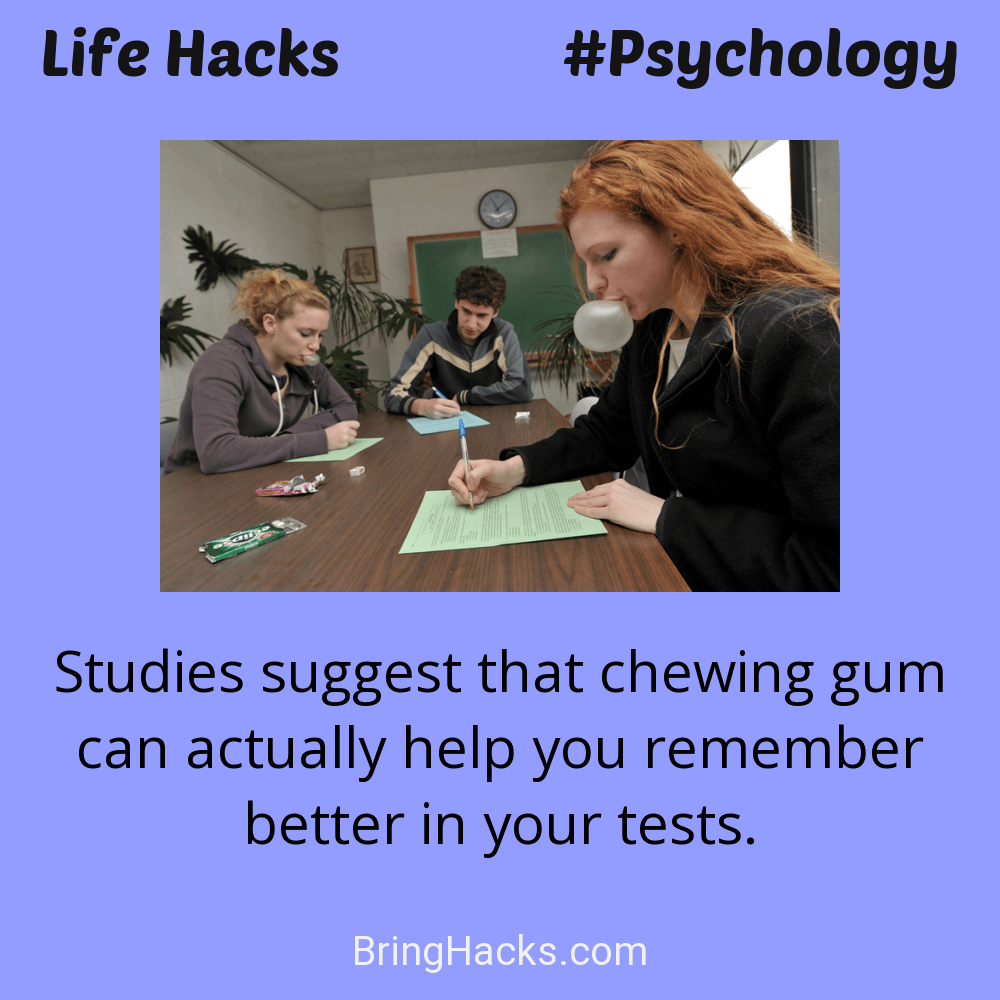 Life Hacks #Psychology
Studies suggest that chewing gum
can actually help you remember
better in your tests.
BringHacks.com